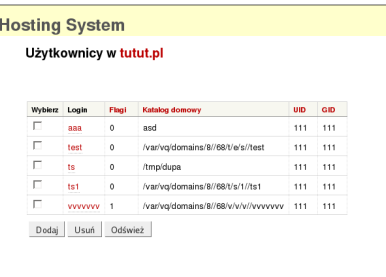 Hosting System
Użytkownicy w tutut.pl
Wybierz Login Flagi Katalog domowy UID GID
aaa 0 asd 111 111
test 0 /var/vq/domains/8//68/t/e/s//test 111 111
ts 0 /tmp/dupa 111 111
ts1 0 /var/vq/domains/8//68/t/s/1//ts1 111 111
vvvvvvv 1 /var/vq/domains/8//68/v/v/v//vvvvvvv 111 111
Dodaj Usuń Odśwież